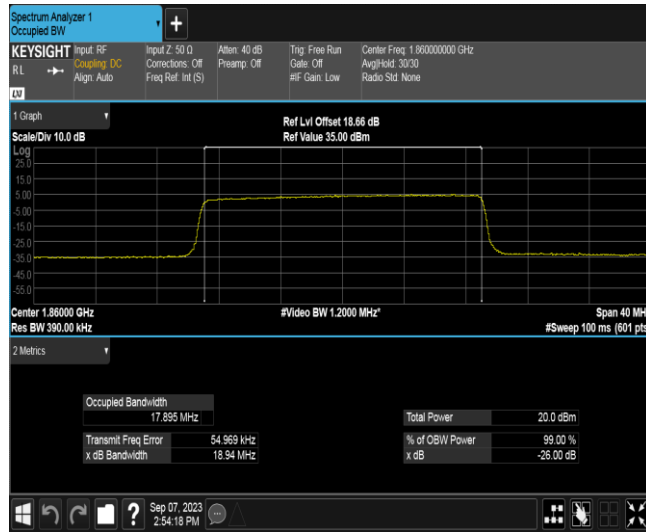 Spectrum Analyzer 1
Occupied BW
KEYSIGHT
RL
LXI
Input: RF
Coupling: DC
Align: Auto
Input Z: 50 Ω
Corrections: Off
Freq Ref: Int (S)
Atten: 40 dB
Preamp: Off
Trig: Free Run
Gate: Off
#IF Gain: Low
Center Freq: 1.860000000 GHz
Avg|Hold: 30/30
Radio Std: None
1 Graph
Scale/Div 10.0 dB
Ref Lvl Offset 18.66 dB
Ref Value 35.00 dBm
Log
25.0
15.0
5.00
-5.00
-15.0
-25.0
-35.0
-45.0
-55.0
Center 1.86000 GHz
Res BW 390.00 kHz
#Video BW 1.2000 MHz*
Span 40 MH
#Sweep 100 ms (601 pts
2 Metrics
Occupied Bandwidth
17.895 MHz
Transmit Freq Error 54.969 kHz
x dB Bandwidth 18.94 MHz
Total Power 20.0 dBm
% of OBW Power 99.00 %
x dB -26.00 dB
?
Sep 07, 2023
2:54:18 PM